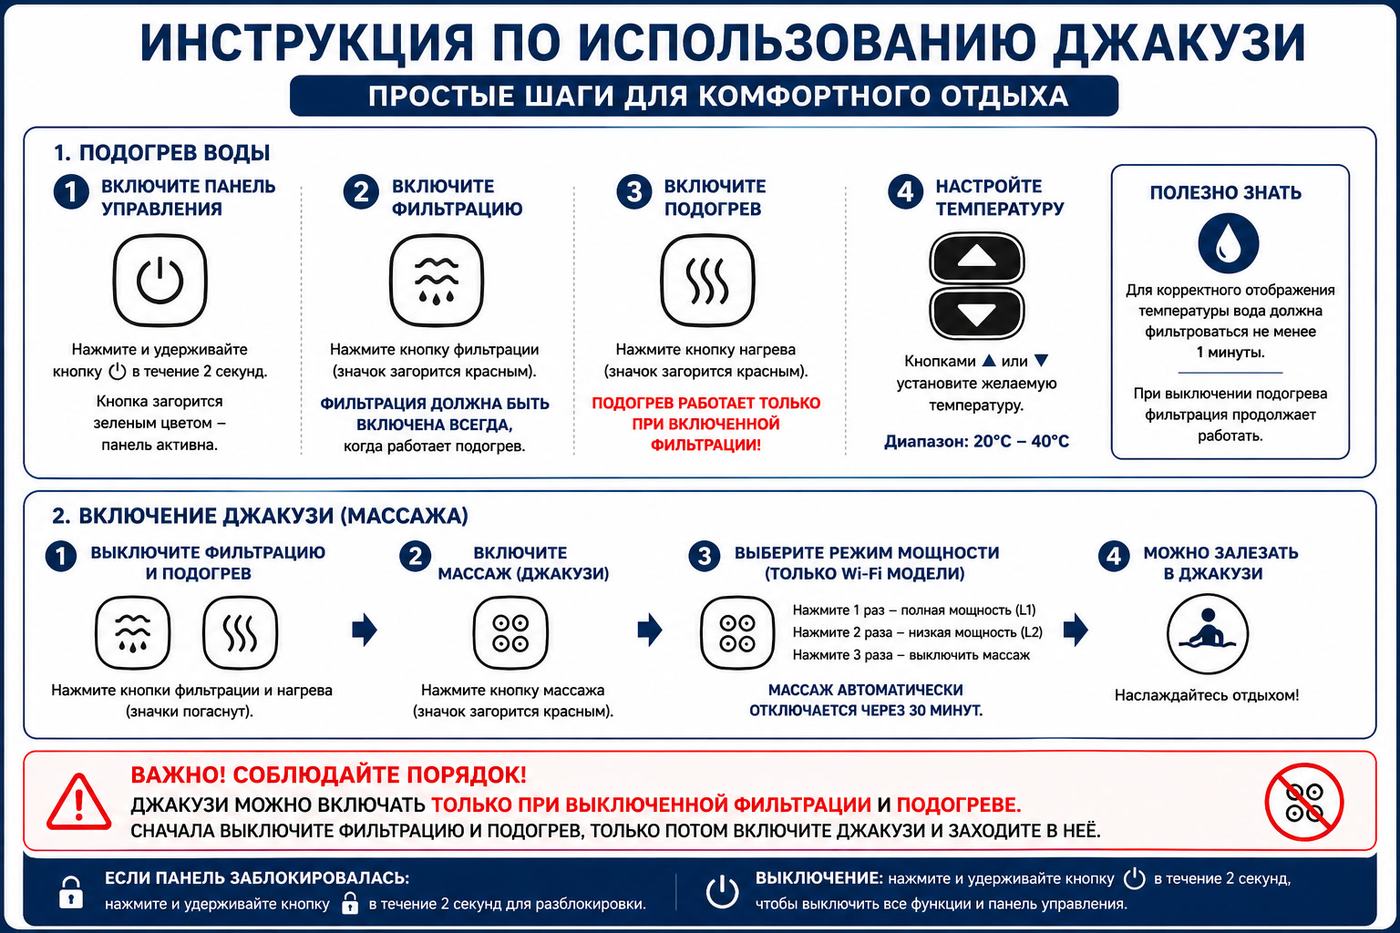 ИНСТРУКЦИЯ ПО ИСПОЛЬЗОВАНИЮ ДЖАКУЗИ
ПРОСТЫЕ ШАГИ ДЛЯ КОМФОРТНОГО ОТДЫХА
1. ПОДОГРЕВ ВОДЫ
1 ВКЛЮЧИТЕ ПАНЕЛЬ
УПРАВЛЕНИЯ
Нажмите и удерживайте
кнопку в течение 2 секунд.
Кнопка загорится
зеленым цветом –
панель активна.
2 ВКЛЮЧИТЕ
ФИЛЬТРАЦИЮ
Нажмите кнопку фильтрации
(значок загорится красным).
ФИЛЬТРАЦИЯ ДОЛЖНА БЫТЬ
ВКЛЮЧЕНА ВСЕГДА,
когда работает подогрев.
3 ВКЛЮЧИТЕ
ПОДОГРЕВ
Нажмите кнопку нагрева
(значок загорится красным).
ПОДОГРЕВ РАБОТАЕТ ТОЛЬКО
ПРИ ВКЛЮЧЕННОЙ
ФИЛЬТРАЦИИ!
4 НАСТРОЙТЕ
ТЕМПЕРАТУРУ
Кнопками ▲ или ▼
установите желаемую
температуру.
Диапазон: 20°C – 40°C
ПОЛЕЗНО ЗНАТЬ
Для корректного отображения
температуры вода должна
фильтроваться не менее
1 минуты.
При выключении подогрева
фильтрация продолжает
работать.
2. ВКЛЮЧЕНИЕ ДЖАКУЗИ (МАССАЖА)
1 ВЫКЛЮЧИТЕ ФИЛЬТРАЦИЮ
И ПОДОГРЕВ
Нажмите кнопки фильтрации и нагрева
(значки погаснут).
2 ВКЛЮЧИТЕ
МАССАЖ (ДЖАКУЗИ)
Нажмите кнопку массажа
(значок загорится красным).
3 ВЫБЕРИТЕ РЕЖИМ МОЩНОСТИ
(ТОЛЬКО Wi-Fi МОДЕЛИ)
Нажмите 1 раз – полная мощность (L1)
Нажмите 2 раза – низкая мощность (L2)
Нажмите 3 раза – выключить массаж
МАССАЖ АВТОМАТИЧЕСКИ
ОТКЛЮЧАЕТСЯ ЧЕРЕЗ 30 МИНУТ.
4 МОЖНО ЗАЛЕЗАТЬ
В ДЖАКУЗИ
Наслаждайтесь отдыхом!
ВАЖНО! СОБЛЮДАЙТЕ ПОРЯДОК!
ДЖАКУЗИ МОЖНО ВКЛЮЧАТЬ ТОЛЬКО ПРИ ВЫКЛЮЧЕННОЙ ФИЛЬТРАЦИИ И ПОДОГРЕВЕ.
СНАЧАЛА ВЫКЛЮЧИТЕ ФИЛЬТРАЦИЮ И ПОДОГРЕВ, ТОЛЬКО ПОТОМ ВКЛЮЧИТЕ ДЖАКУЗИ И ЗАХОДИТЕ В НЕЁ.
ЕСЛИ ПАНЕЛЬ ЗАБЛОКИРОВАЛАСЬ:
нажмите и удерживайте кнопку в течение 2 секунд для разблокировки.
ВЫКЛЮЧЕНИЕ: нажмите и удерживайте кнопку в течение 2 секунд,
чтобы выключить все функции и панель управления.